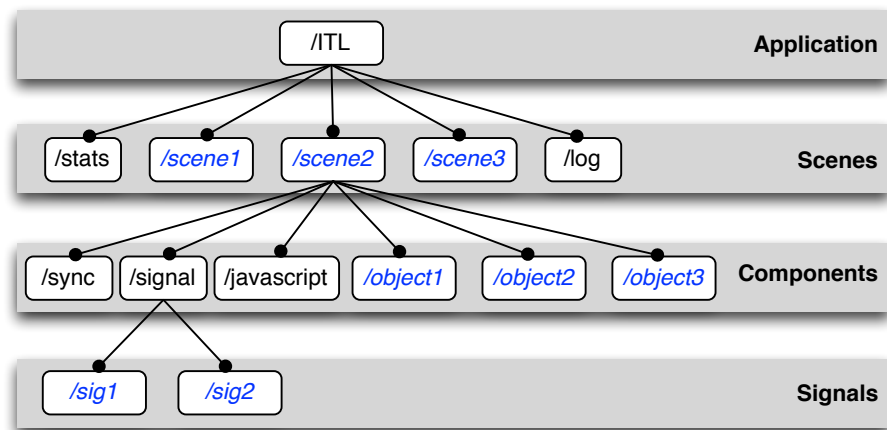 /ITL
Application
/stats
/scene1
/scene2
/scene3
/log
Scenes
/sync
/signal
/javascript
/object1
/object2
/object3
Components
/sig1
/sig2
Signals